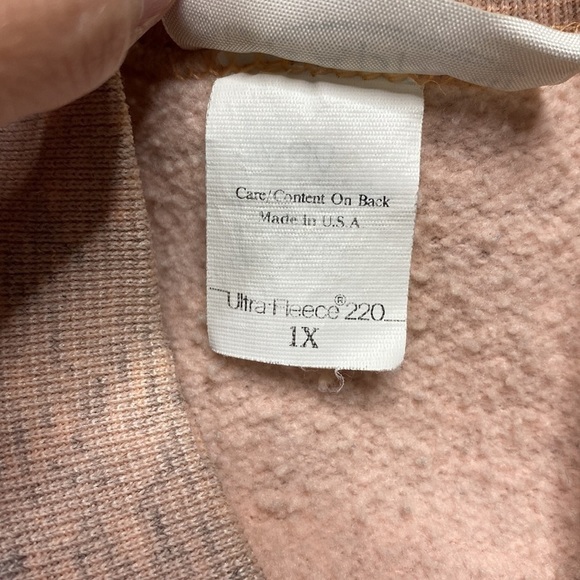 Care/Content On Back
Made In U.S.A
Ultra-Fleece® 220
1X